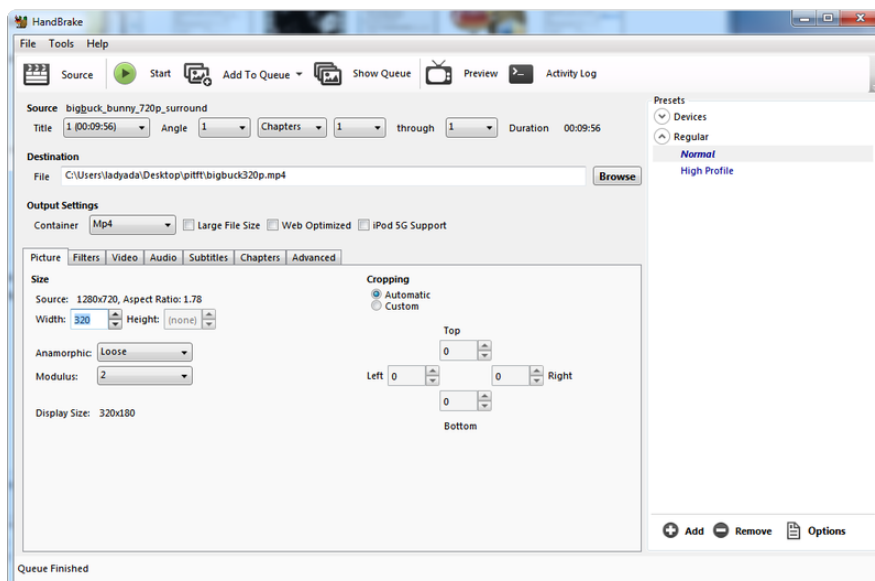 HandBrake
File Tools Help
Source Start Add To Queue Show Queue Preview Activity Log
Source bigbuck_bunny_720p_surround
Title 1 (00:09:56) Angle 1 Chapters 1 through 1 Duration 00:09:56
Destination
File C:\Users\ladyada\Desktop\pitft\bigbuck320p.mp4 Browse
Output Settings
Container Mp4 Large File Size Web Optimized iPod 5G Support
Picture Filters Video Audio Subtitles Chapters Advanced
Size
Source: 1280x720, Aspect Ratio: 1.78
Width: 320 Height: (none)
Anamorphic: Loose
Modulus: 2
Display Size: 320x180
Cropping
Automatic
Custom
Top
0
Left 0 0 Right
0
Bottom
Presets
Devices
Regular
Normal
High Profile
Add Remove Options
Queue Finished